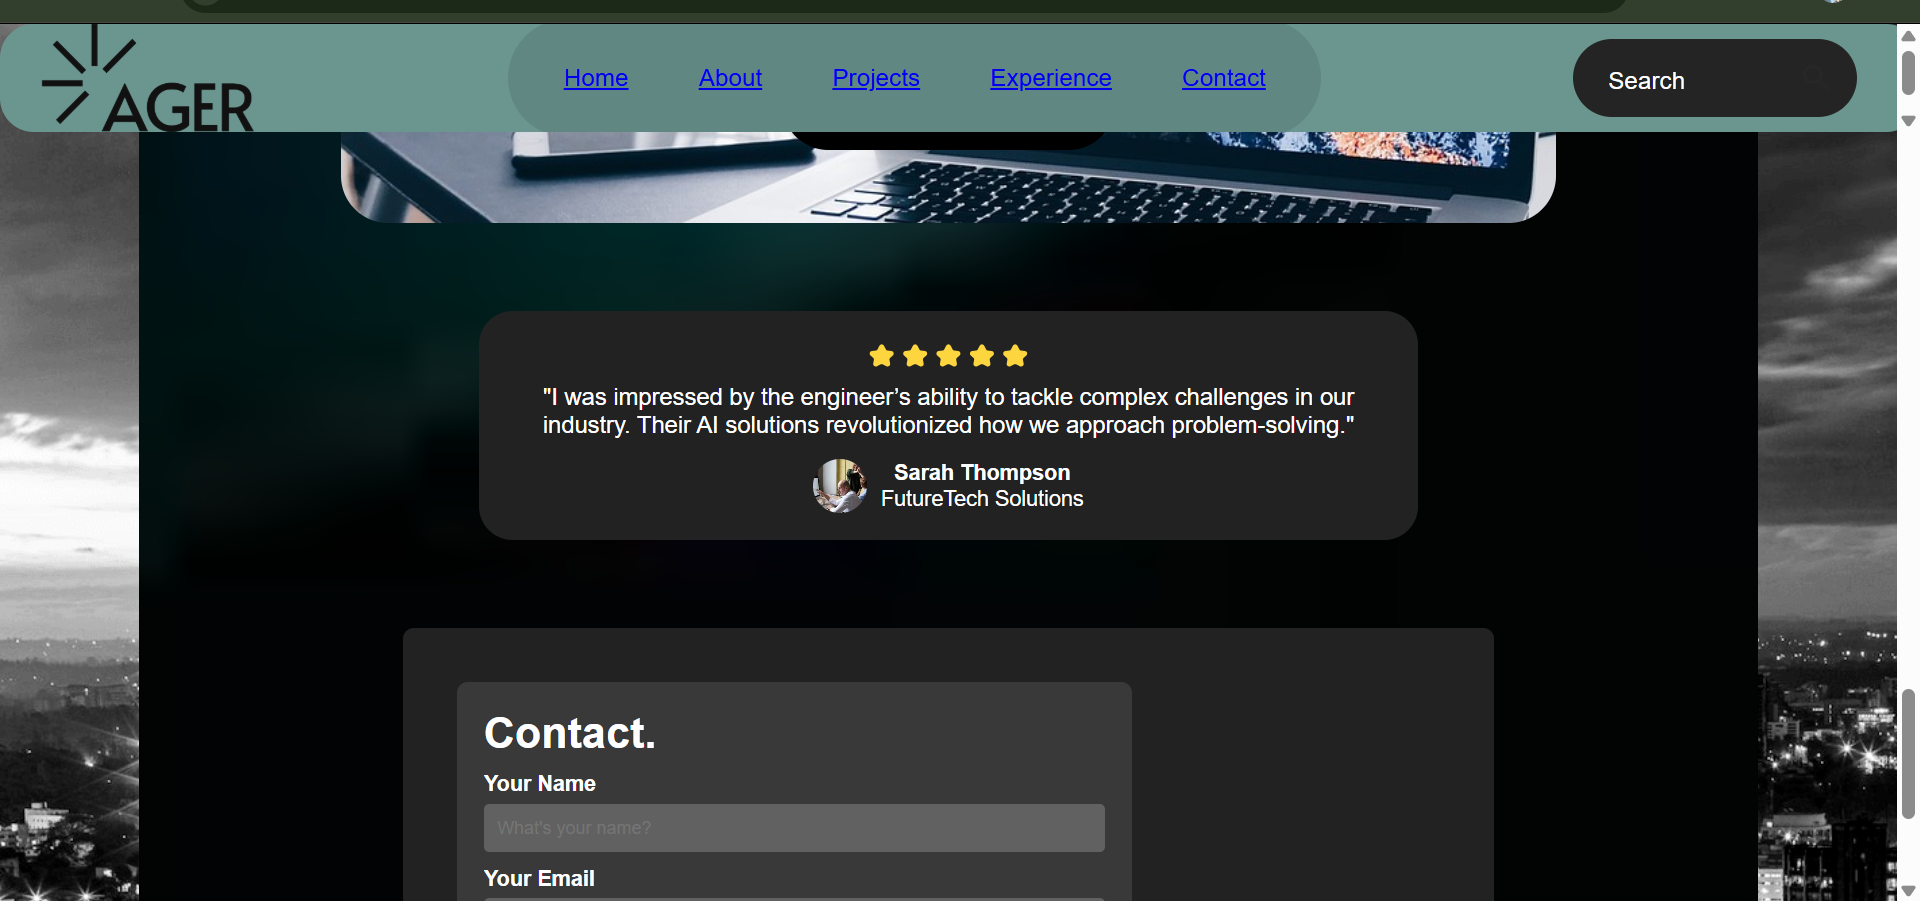 AGER
Home About Projects Experience Contact
Search
"I was impressed by the engineer’s ability to tackle complex challenges in our
industry. Their AI solutions revolutionized how we approach problem-solving."
Sarah Thompson
FutureTech Solutions
Contact.
Your Name
What's your name?
Your Email